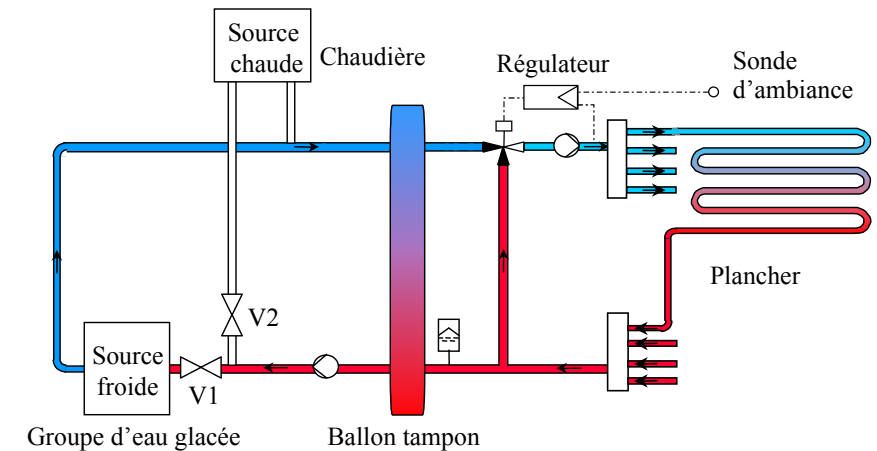 Source
chaude
Chaudière
Régulateur
Sonde
d’ambiance
Plancher
V2
Source
froide
V1
Groupe d’eau glacée
Ballon tampon